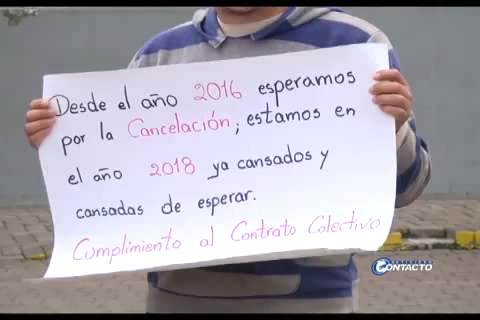 Desde el año 2016 esperamos
por la Cancelación; estamos en
el año 2018 ya cansados y
cansadas de esperar.
Cumplimiento al Contrato Colectivo
CONTACTO